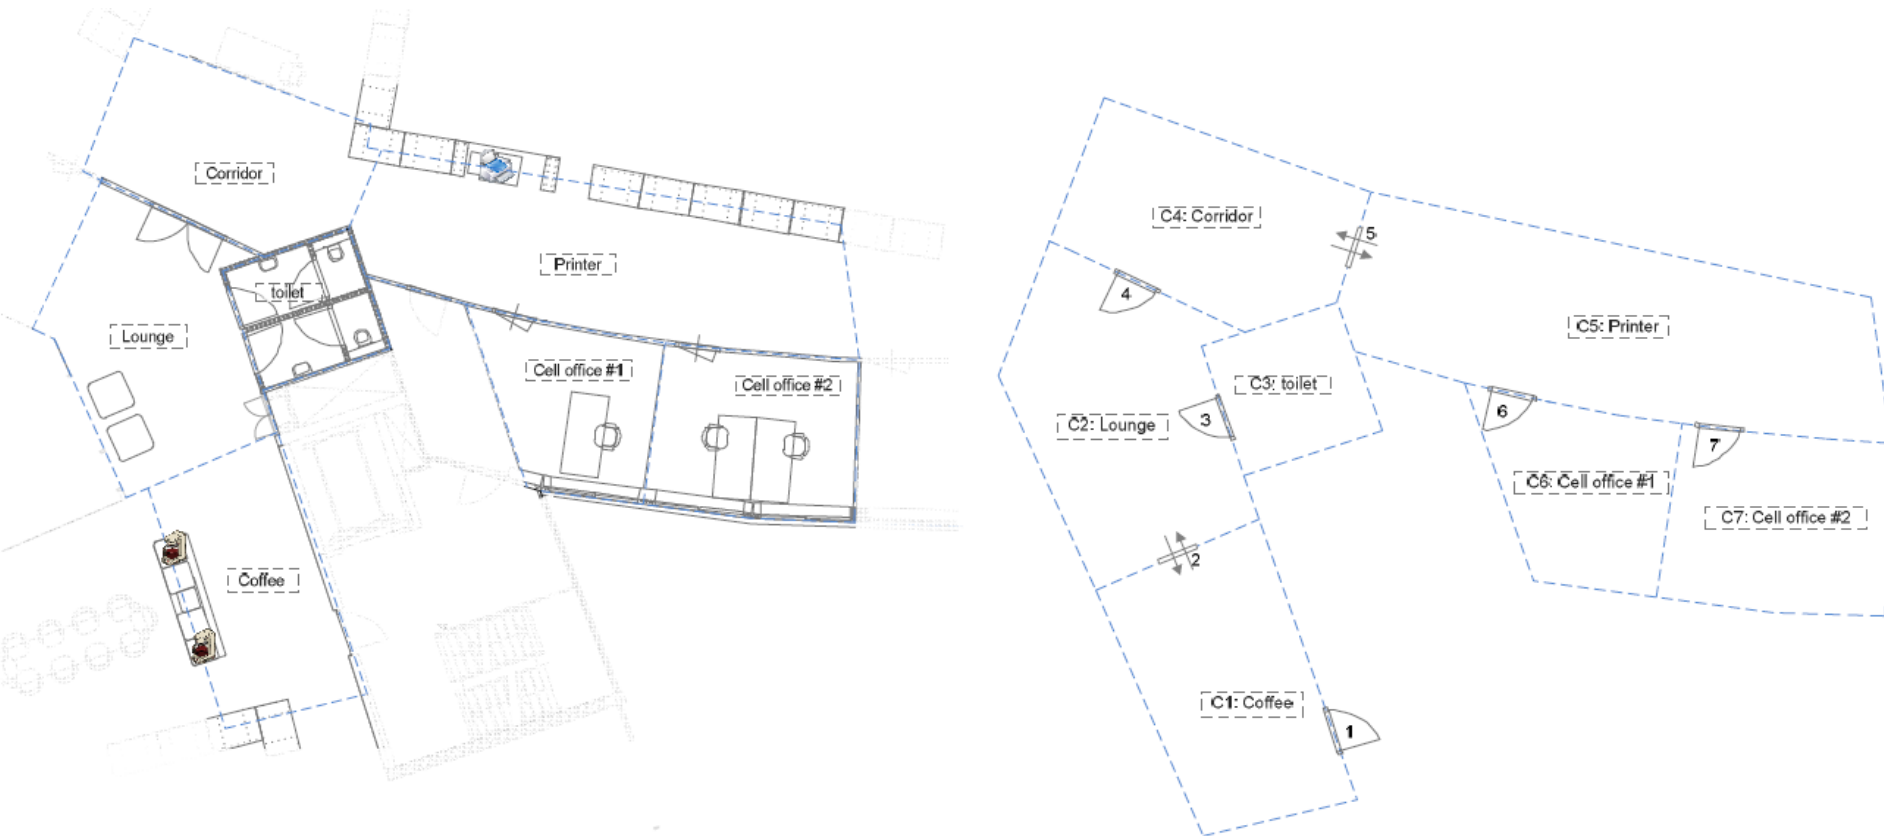 Corridor
Printer
toilet
Lounge
Cell office #1
Cell office #2
Coffee
C4: Corridor
5
4
C5: Printer
C3: toilet
3
C2: Lounge
6
7
C6: Cell office #1
C7: Cell office #2
2
C1: Coffee
1